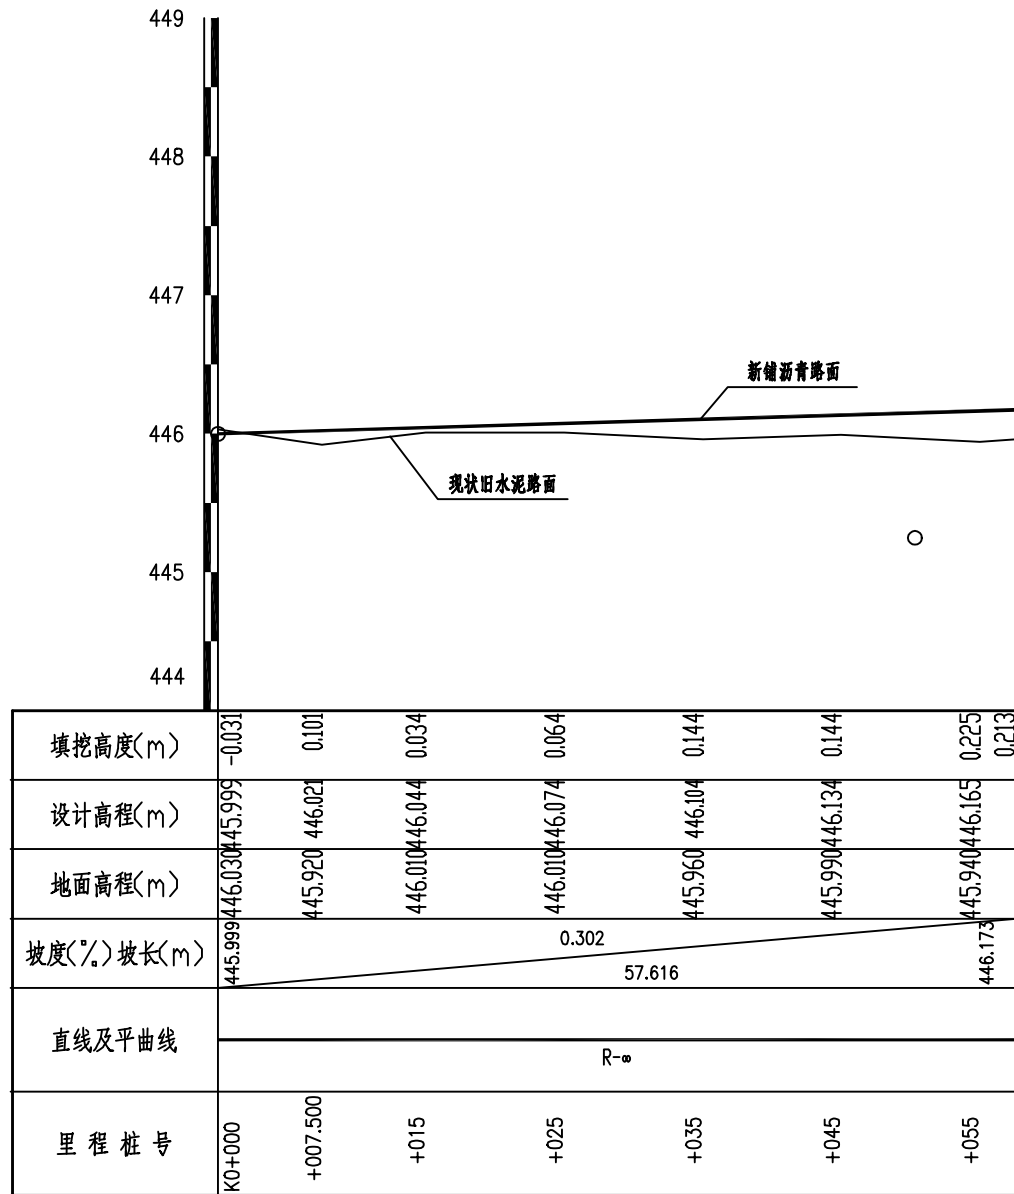 449
448
447
新铺沥青路面
446
现状旧水泥路面
445
444
填挖高度(m) -0.031 0.101 0.034 0.064 0.144 0.144 0.225 0.213
设计高程(m) 445.999 446.021 446.044 446.074 446.104 446.134 446.165
地面高程(m) 446.030 445.920 446.010 446.010 445.960 445.990 445.940
坡度(%)坡长(m) 445.999 0.302 57.616 446.173
直线及平曲线 R-∞
里程桩号 K0+000 +007.500 +015 +025 +035 +045 +055